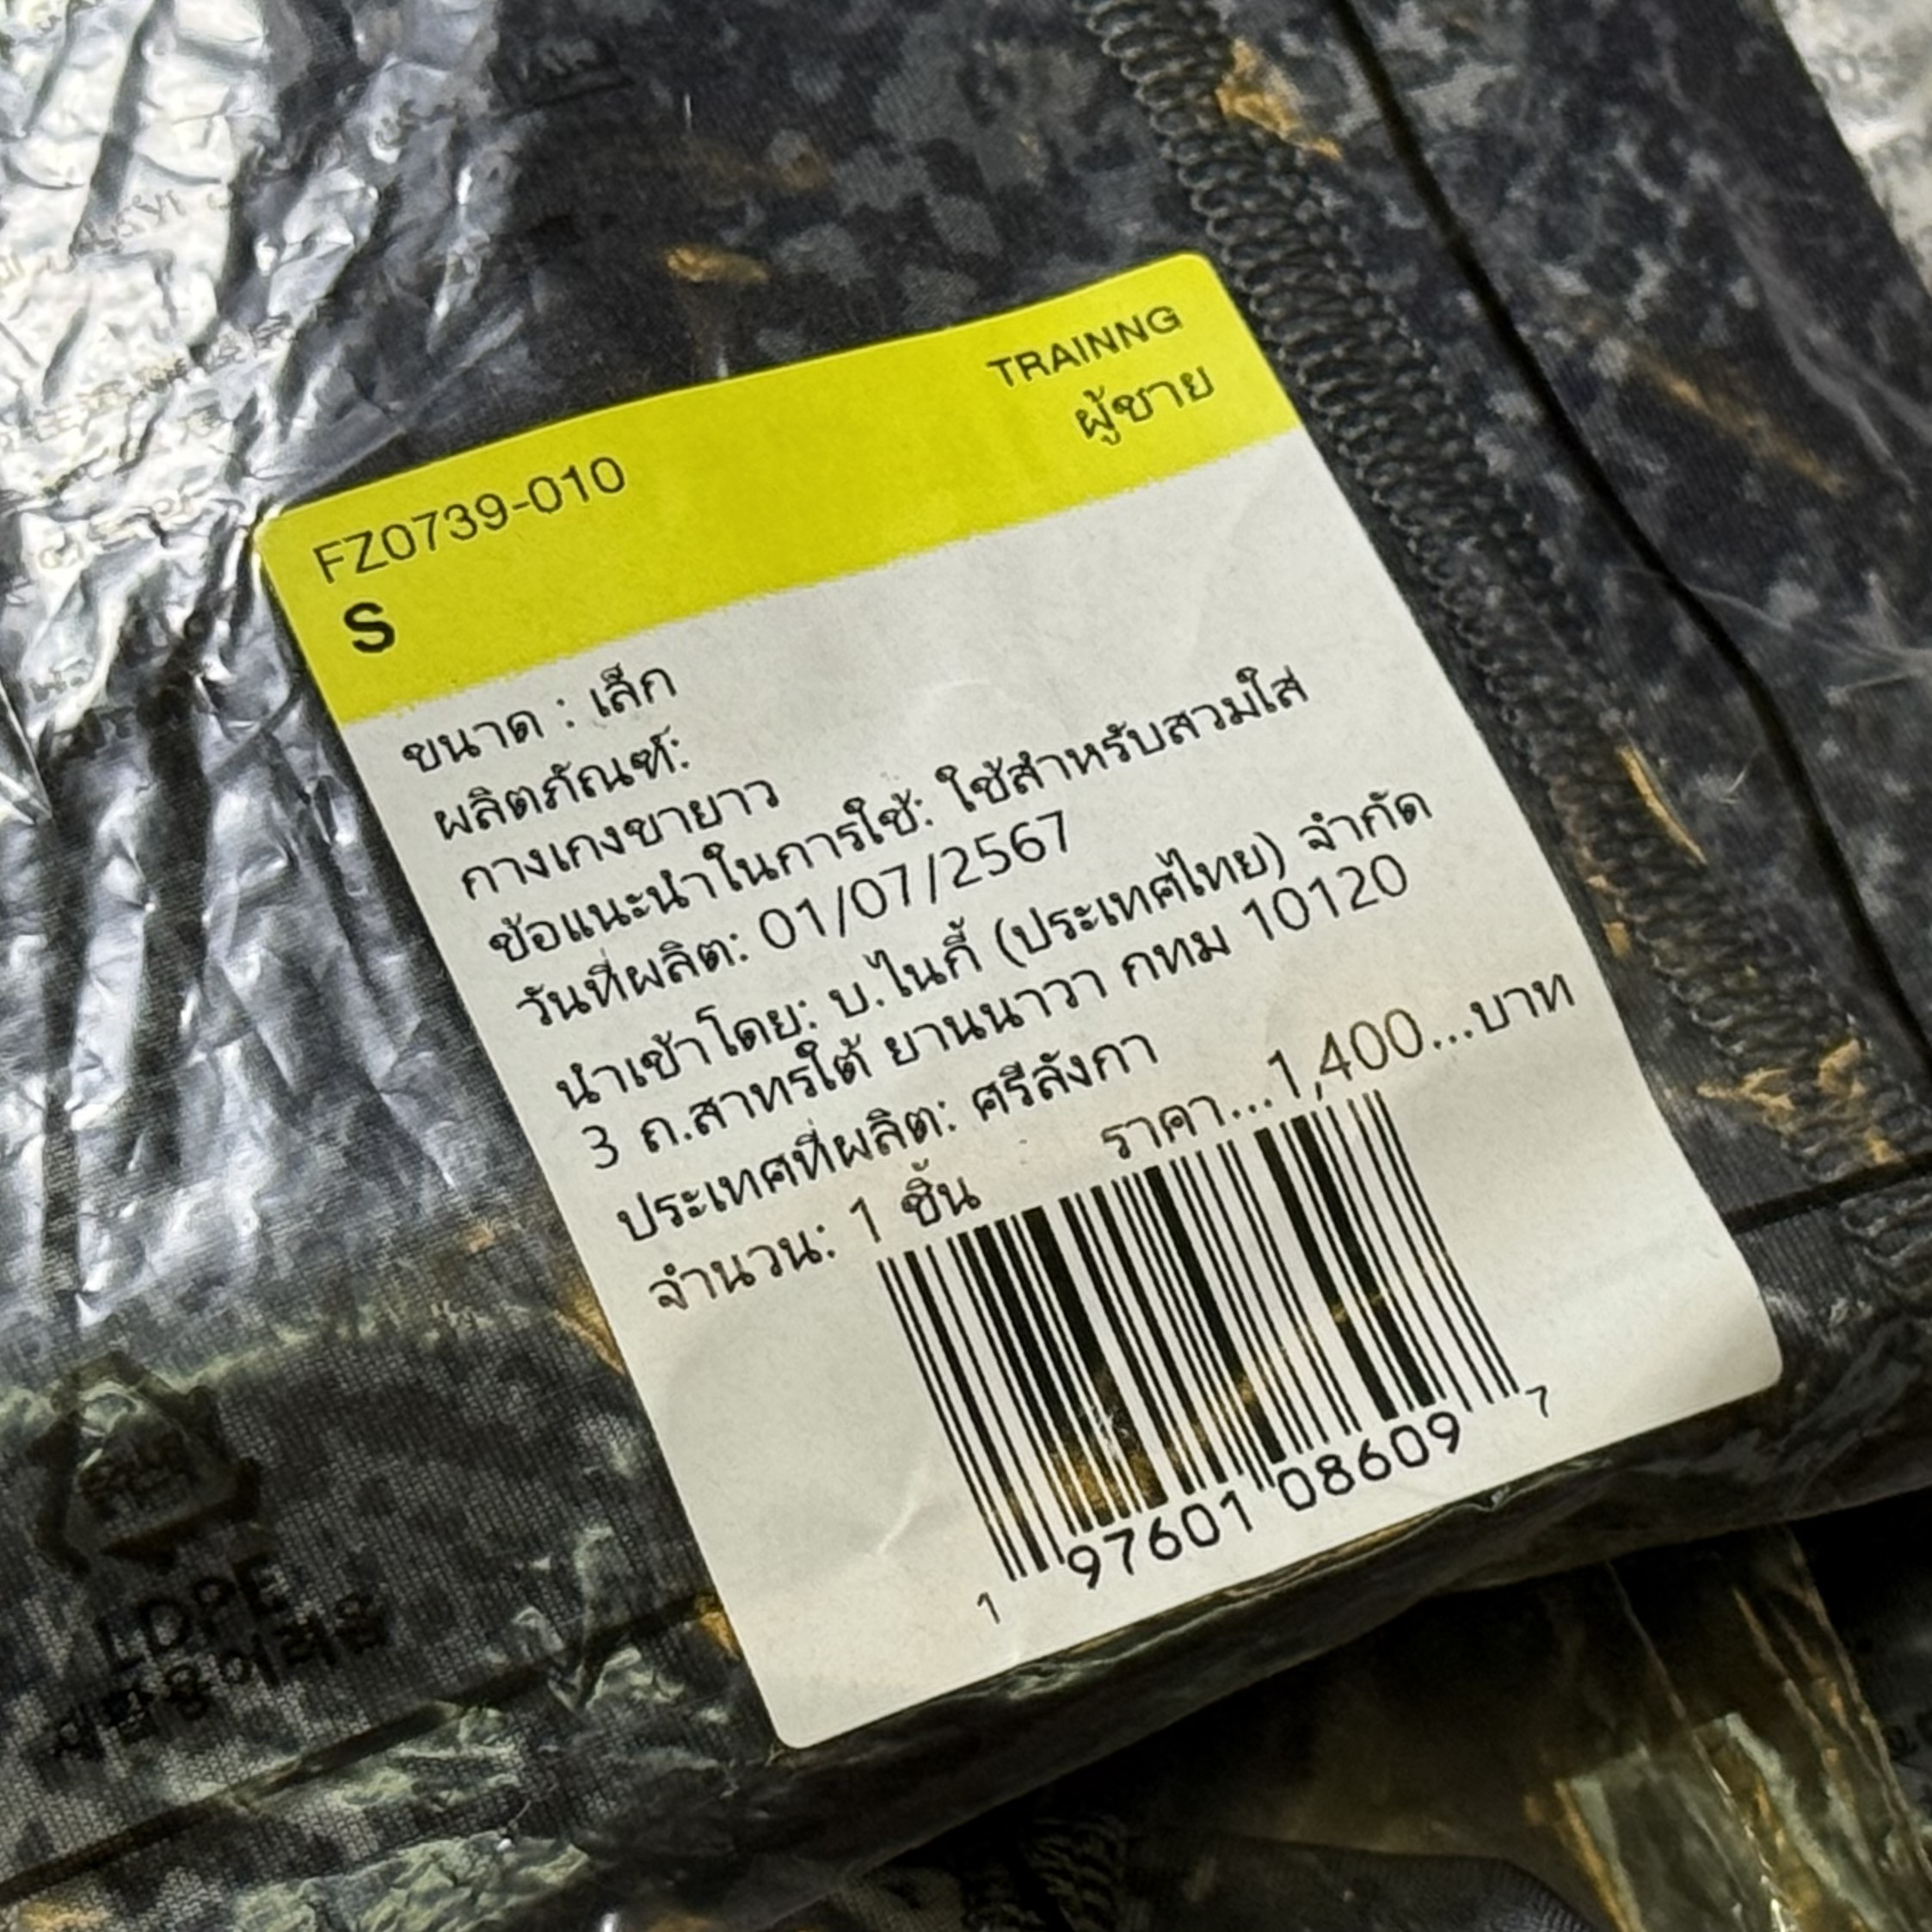 TRAINNG
ผู้ชาย
FZ0739-010
S
ขนาด : เล็ก
ผลิตภัณฑ์:
กางเกงขายาว
ข้อแนะนำในการใช้: ใช้สำหรับสวมใส่
วันที่ผลิต: 01/07/2567
นำเข้าโดย: บ.ไนกี้ (ประเทศไทย) จำกัด
3 ถ.สาทรใต้ ยานนาวา กทม 10120
ประเทศที่ผลิต: ศรีลังกา
จำนวน: 1 ชิ้น ราคา...1,400...บาท
1 97601 08609 7
LDPE